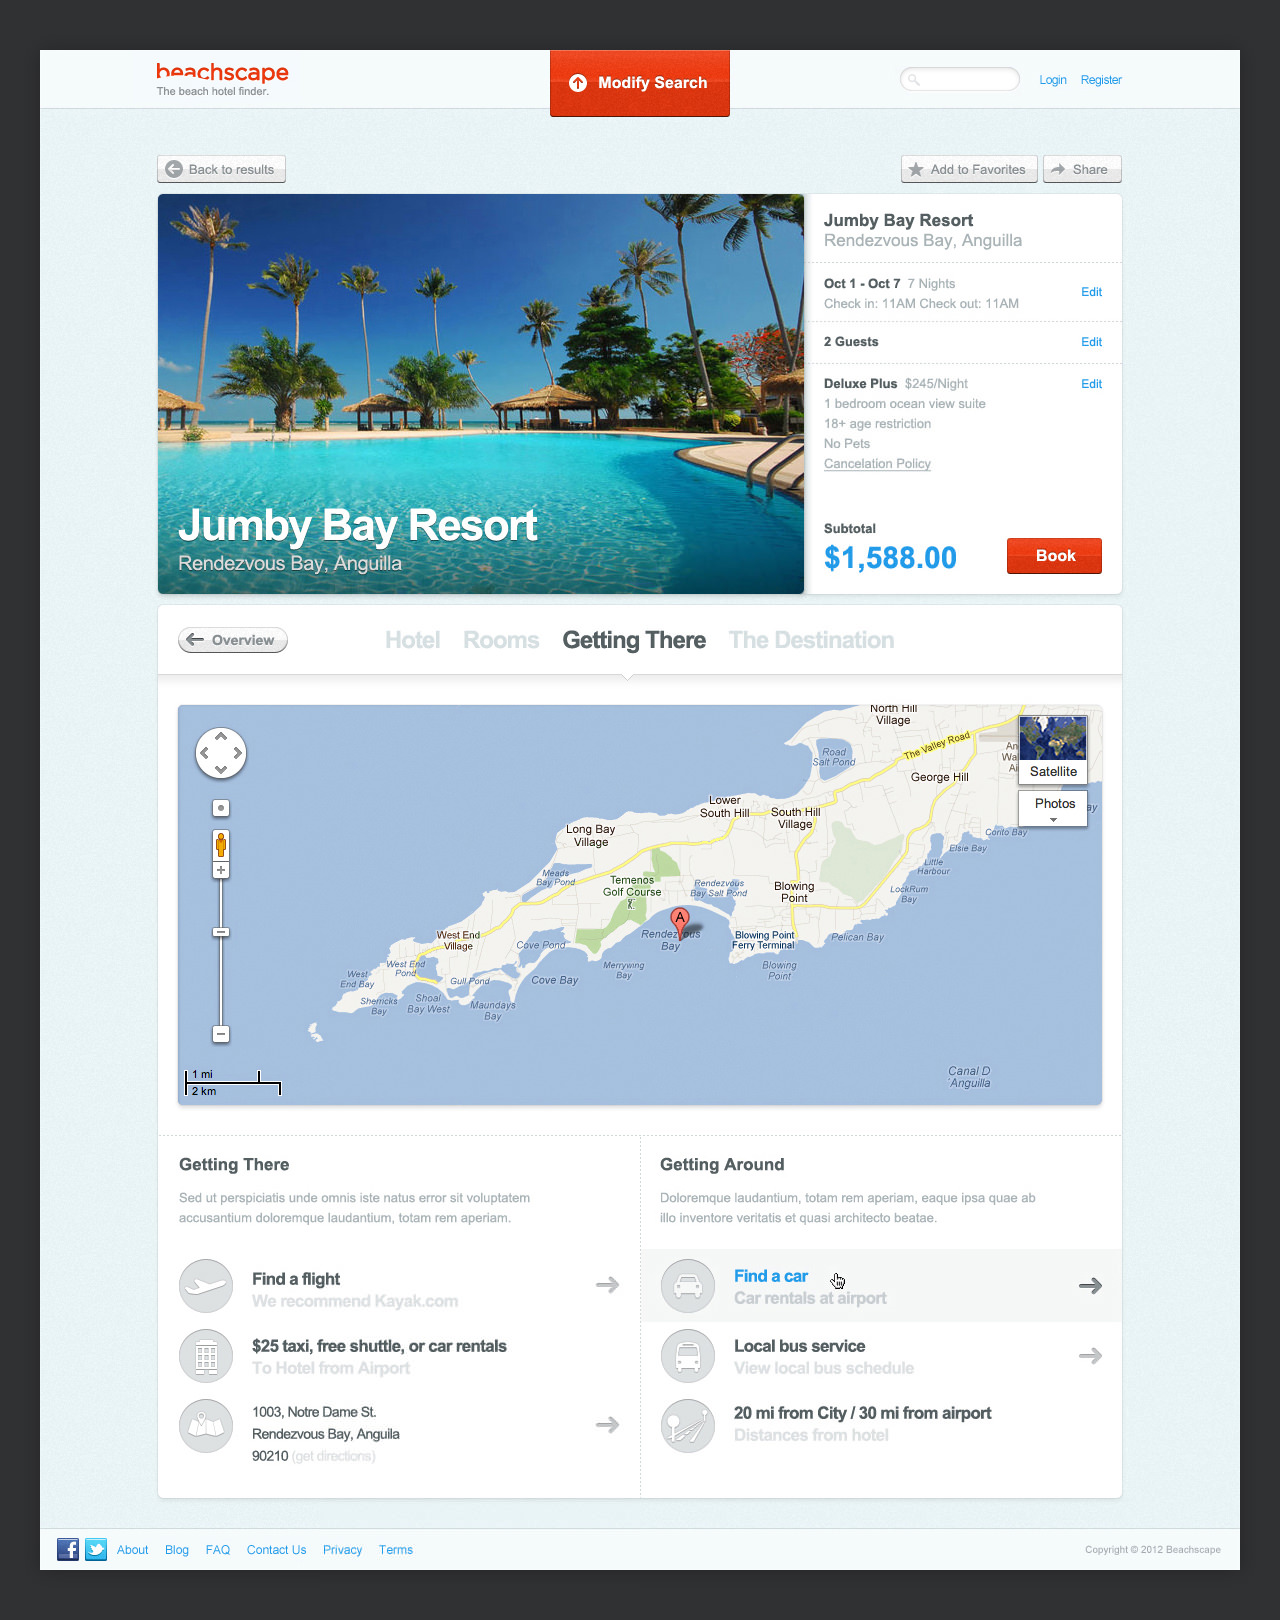 beachscape
The beach hotel finder.
Modify Search
Login Register
Back to results
Add to Favorites
Share
Jumby Bay Resort
Rendezvous Bay, Anguilla
Jumby Bay Resort
Rendezvous Bay, Anguilla
Oct 1 - Oct 7 7 Nights
Check in: 11AM Check out: 11AM
Edit
2 Guests
Edit
Deluxe Plus $245/Night
Edit
1 bedroom ocean view suite
18+ age restriction
No Pets
Cancelation Policy
Subtotal
$1,588.00
Book
Overview
Hotel Rooms Getting There The Destination
North Hill
Village
The Valley Road
Road
Salt Pond
George Hill
Satellite
Photos
Lower
South Hill
South Hill
Village
Long Bay
Village
Corito Bay
Elsie Bay
Little
Harbour
LockRum
Bay
Meads
Bay Pond
Temenos
Golf Course
Rendezvous
Bay Salt Pond
Blowing
Point
A
Rendezvous
Bay
Blowing Point
Ferry Terminal
Pelican Bay
West End
Village
Cove Pond
Merrywing
Bay
Blowing
Point
West End
Pond
West
End Bay
Gull Pond
Cove Bay
Sherricks
Bay
Shoal
Bay West
Maundays
Bay
1 mi
2 km
Canal D
´Anguilla
Getting There
Sed ut perspiciatis unde omnis iste natus error sit voluptatem
accusantium doloremque laudantium, totam rem aperiam.
Find a flight
We recommend Kayak.com
$25 taxi, free shuttle, or car rentals
To Hotel from Airport
1003, Notre Dame St.
Rendezvous Bay, Anguila
90210 (get directions)
Getting Around
Doloremque laudantium, totam rem aperiam, eaque ipsa quae ab
illo inventore veritatis et quasi architecto beatae.
Find a car
Car rentals at airport
Local bus service
View local bus schedule
20 mi from City / 30 mi from airport
Distances from hotel
About Blog FAQ Contact Us Privacy Terms
Copyright © 2012 Beachscape